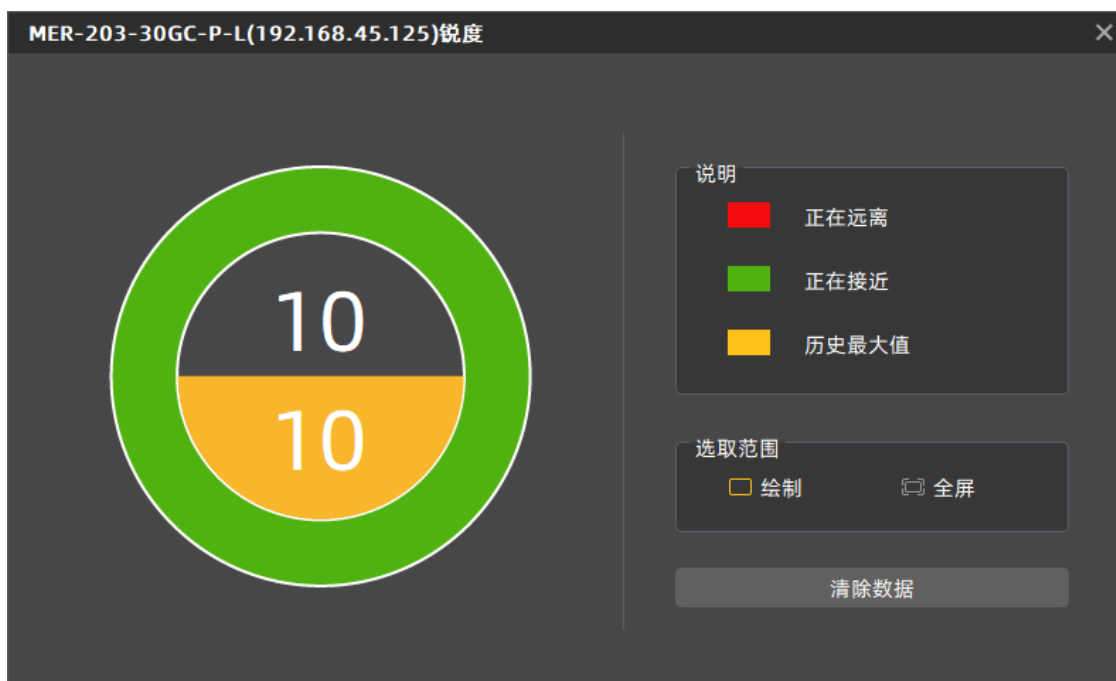 MER-203-30GC-P-L(192.168.45.125)锐度
10
10
说明
正在远离
正在接近
历史最大值
选取范围
绘制
全屏
清除数据